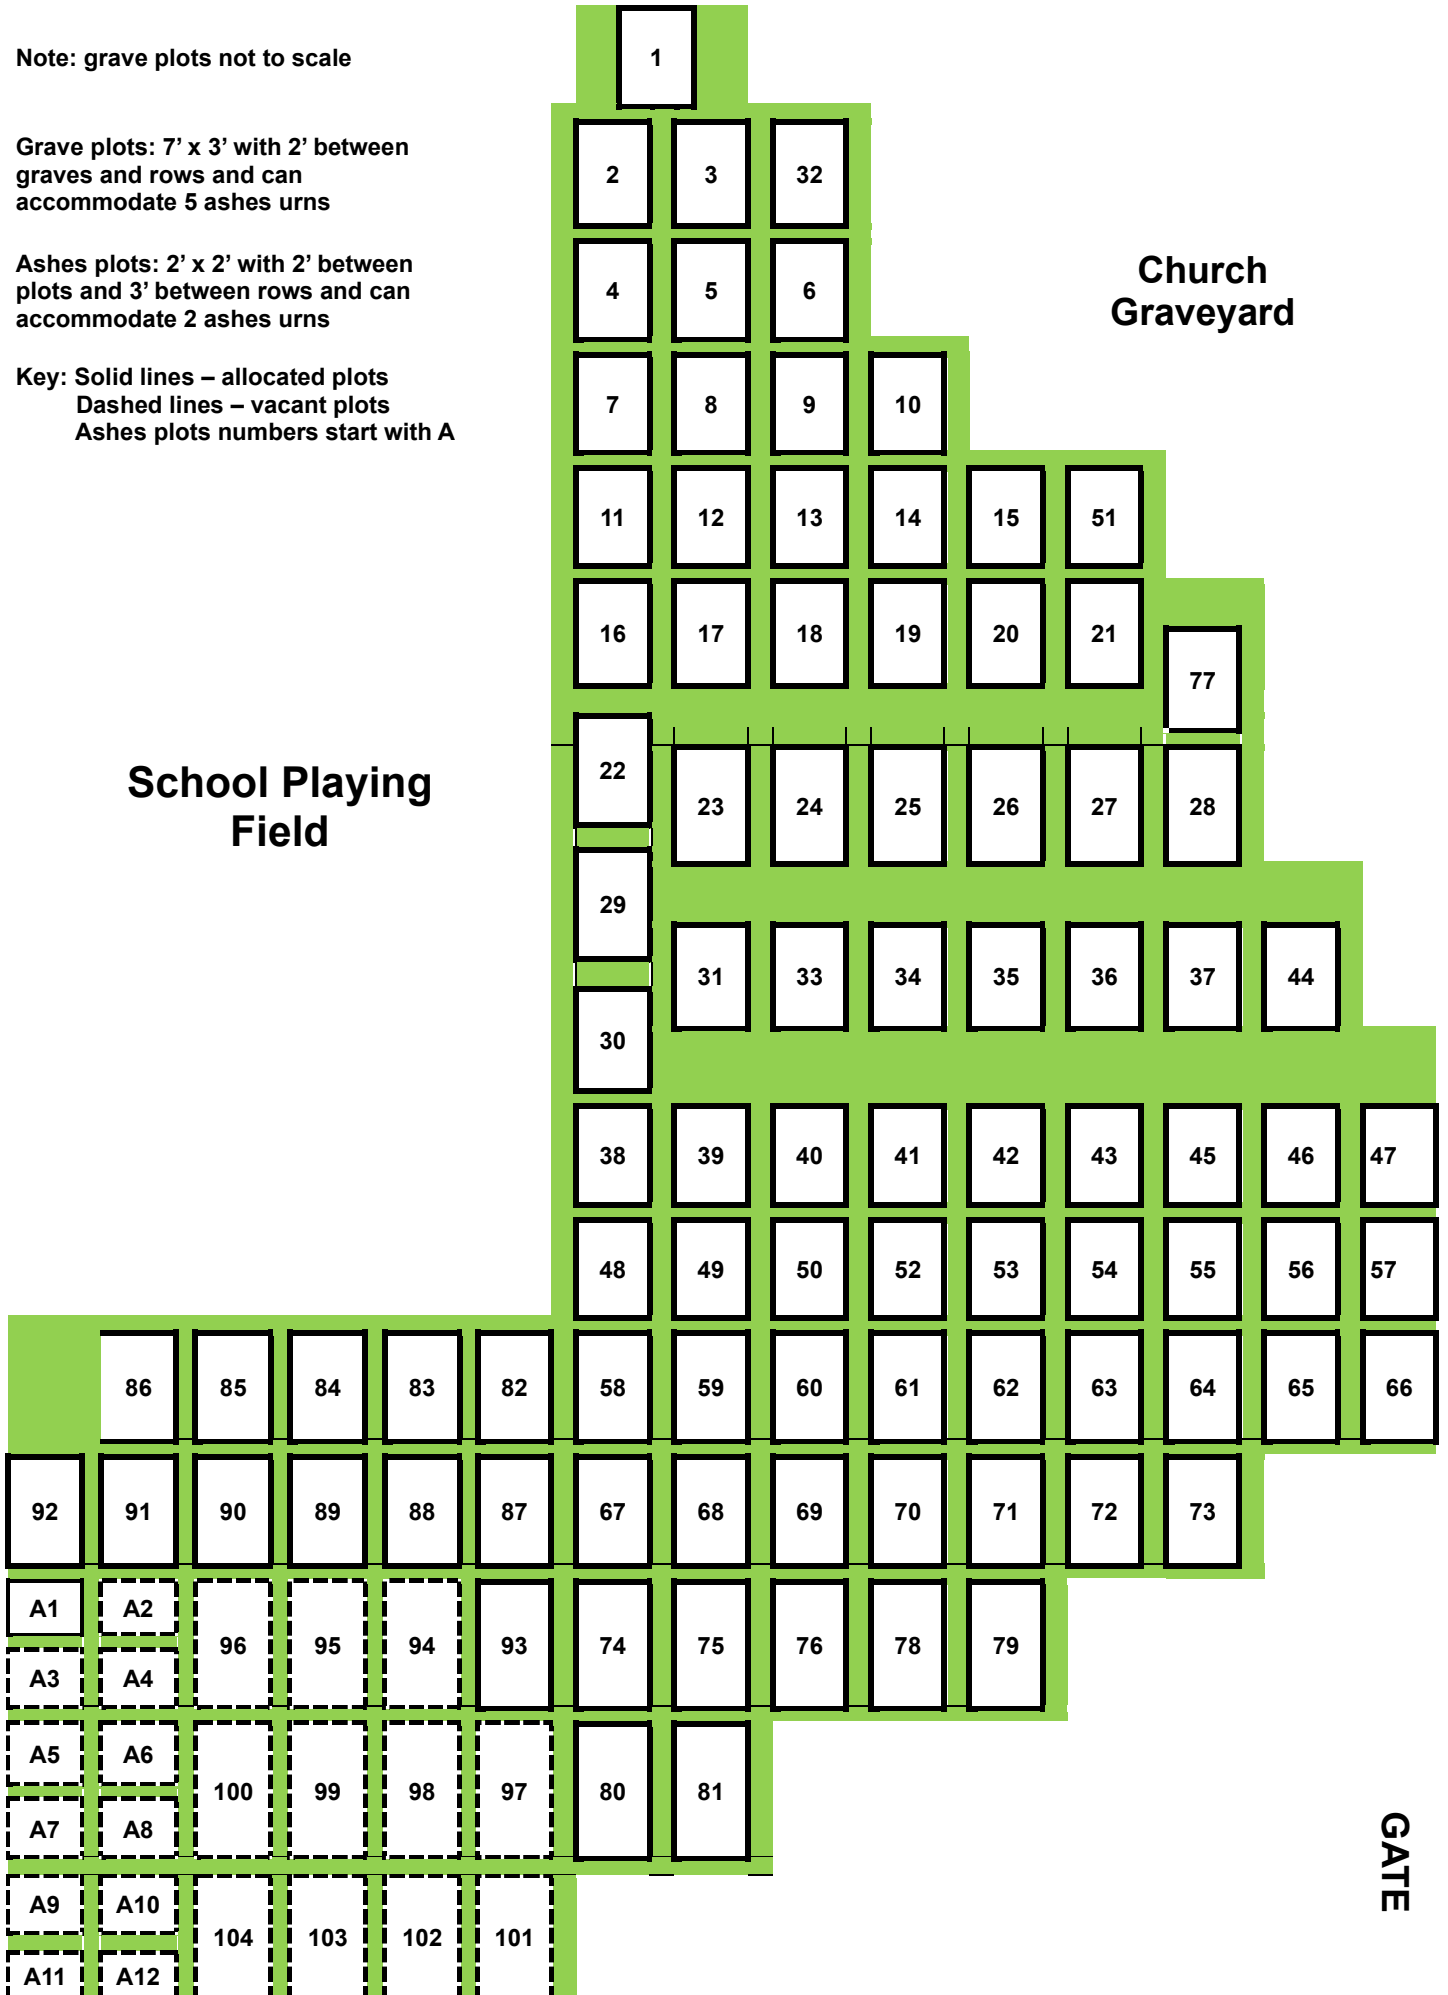 Note: grave plots not to scale
1
Grave plots: 7’ x 3’ with 2’ between
graves and rows and can
accommodate 5 ashes urns
2 3 32
Ashes plots: 2’ x 2’ with 2’ between
plots and 3’ between rows and can
accommodate 2 ashes urns
4 5 6
Church
Graveyard
Key: Solid lines – allocated plots
Dashed lines – vacant plots
Ashes plots numbers start with A
7 8 9 10
11 12 13 14 15 51
16 17 18 19 20 21
77
School Playing
Field
22
23 24 25 26 27 28
29
31 33 34 35 36 37 44
30
38 39 40 41 42 43 45 46 47
48 49 50 52 53 54 55 56 57
86 85 84 83 82 58 59 60 61 62 63 64 65 66
92 91 90 89 88 87 67 68 69 70 71 72 73
A1 A2
96 95 94 93 74 75 76 78 79
A3 A4
A5 A6
100 99 98 97 80 81
A7 A8
GATE
A9 A10
104 103 102 101
A11 A12